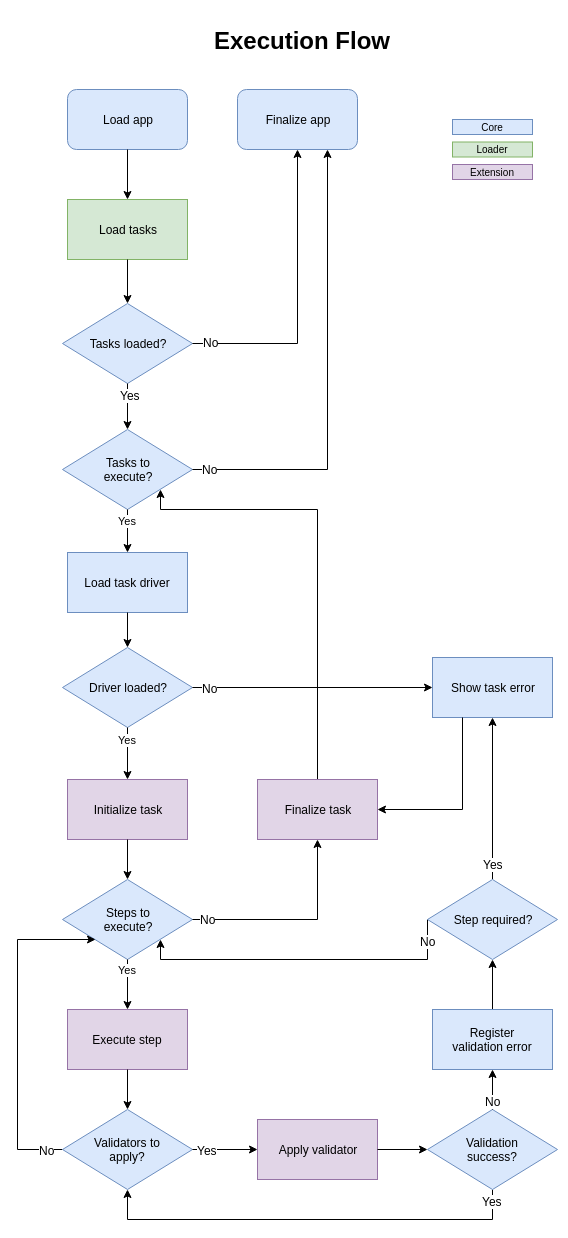 Execution Flow
Load app
Finalize app
Core
Loader
Extension
Load tasks
Tasks loaded?
No
Yes
Tasks to
execute?
No
Yes
Load task driver
Driver loaded?
No
Show task error
Yes
Initialize task
Finalize task
Yes
Steps to
execute?
No
Step required?
No
Yes
Execute step
Register
validation error
No
Validators to
apply?
No
Yes
Apply validator
Validation
success?
Yes